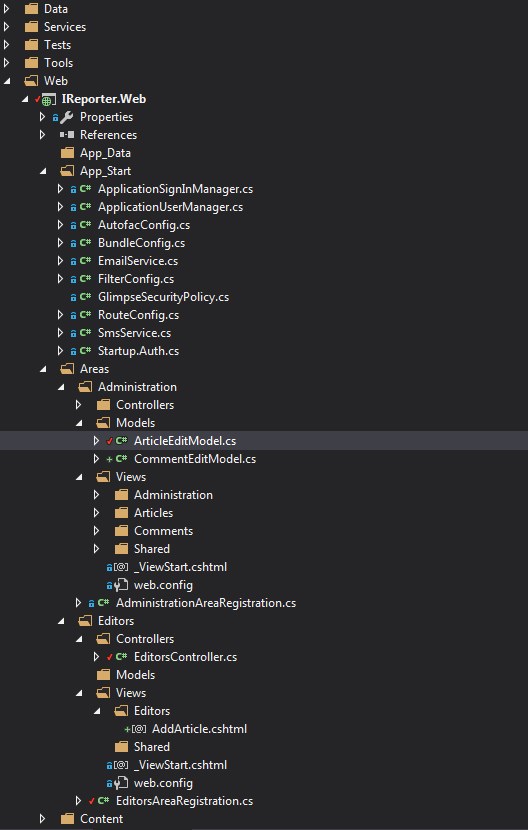 Data
Services
Tests
Tools
Web
IReporter.Web
Properties
References
App_Data
App_Start
C# ApplicationSignInManager.cs
C# ApplicationUserManager.cs
C# AutofacConfig.cs
C# BundleConfig.cs
C# EmailService.cs
C# FilterConfig.cs
C# GlimpseSecurityPolicy.cs
C# RouteConfig.cs
C# SmsService.cs
C# Startup.Auth.cs
Areas
Administration
Controllers
Models
C# ArticleEditModel.cs
+ C# CommentEditModel.cs
Views
Administration
Articles
Comments
Shared
[@] _ViewStart.cshtml
web.config
C# AdministrationAreaRegistration.cs
Editors
Controllers
C# EditorsController.cs
Models
Views
Editors
+[@] AddArticle.cshtml
Shared
[@] _ViewStart.cshtml
web.config
C# EditorsAreaRegistration.cs
Content